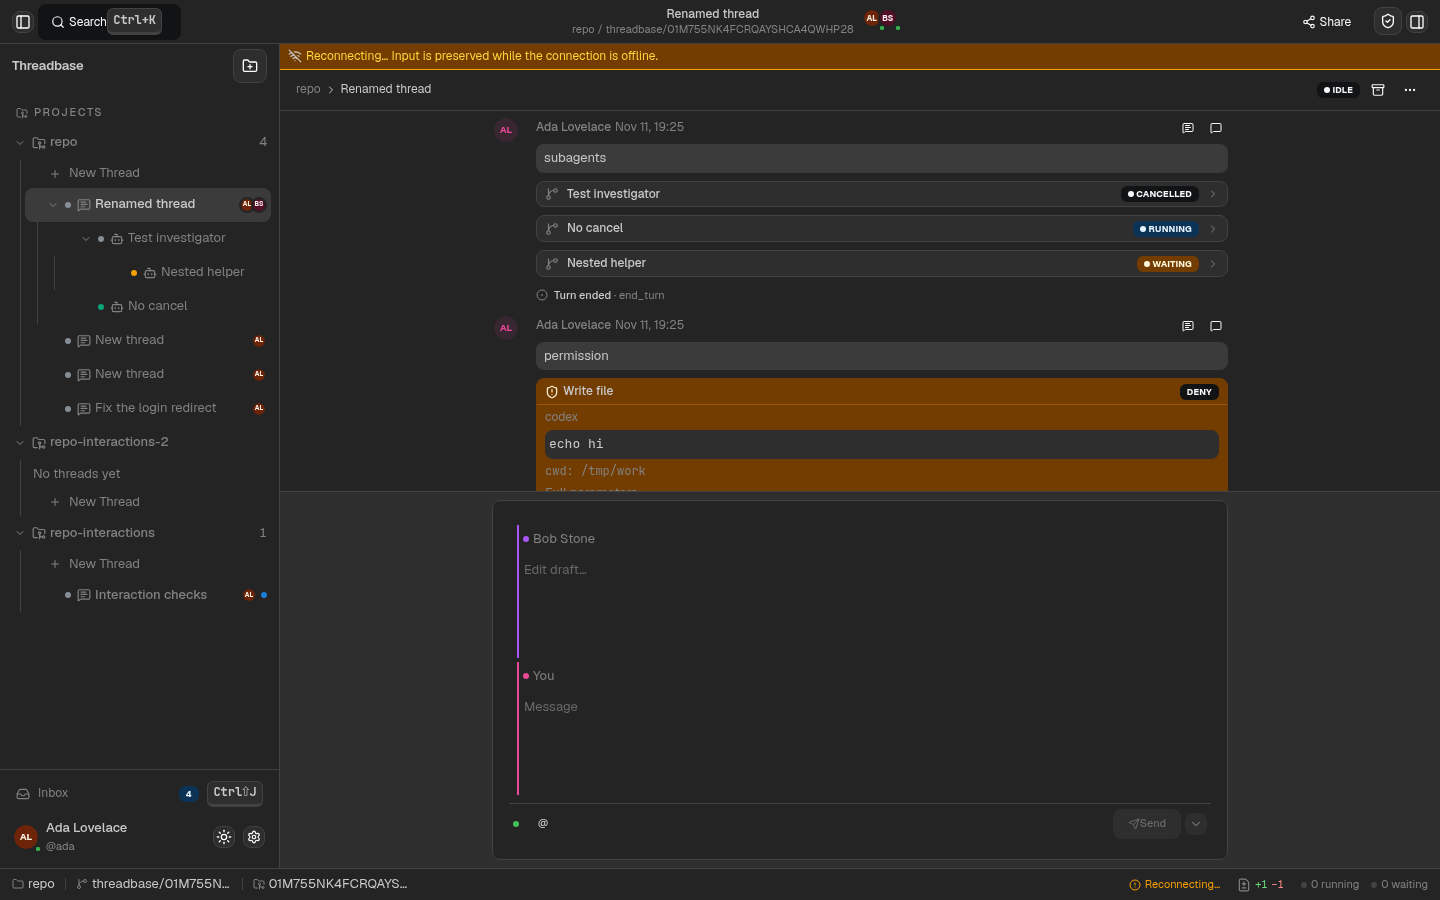 Search Ctrl+K
Renamed thread
repo / threadbase/01M755NK4FCRQAYSHCA4QWHP28
AL BS
Share
Threadbase
PROJECTS
repo 4
New Thread
Renamed thread AL BS
Test investigator
Nested helper
No cancel
New thread AL
New thread AL
Fix the login redirect AL
repo-interactions-2
No threads yet
New Thread
repo-interactions 1
New Thread
Interaction checks AL
Inbox 4 Ctrl⇧J
AL Ada Lovelace
@ada
Reconnecting… Input is preserved while the connection is offline.
repo > Renamed thread IDLE
AL Ada Lovelace Nov 11, 19:25
subagents
Test investigator CANCELLED
No cancel RUNNING
Nested helper WAITING
Turn ended · end_turn
AL Ada Lovelace Nov 11, 19:25
permission
Write file DENY
codex
echo hi
cwd: /tmp/work
Full parameters
Bob Stone
Edit draft…
You
Message
@ Send
repo threadbase/01M755N… 01M755NK4FCRQAYS…
Reconnecting… +1 −1 0 running 0 waiting